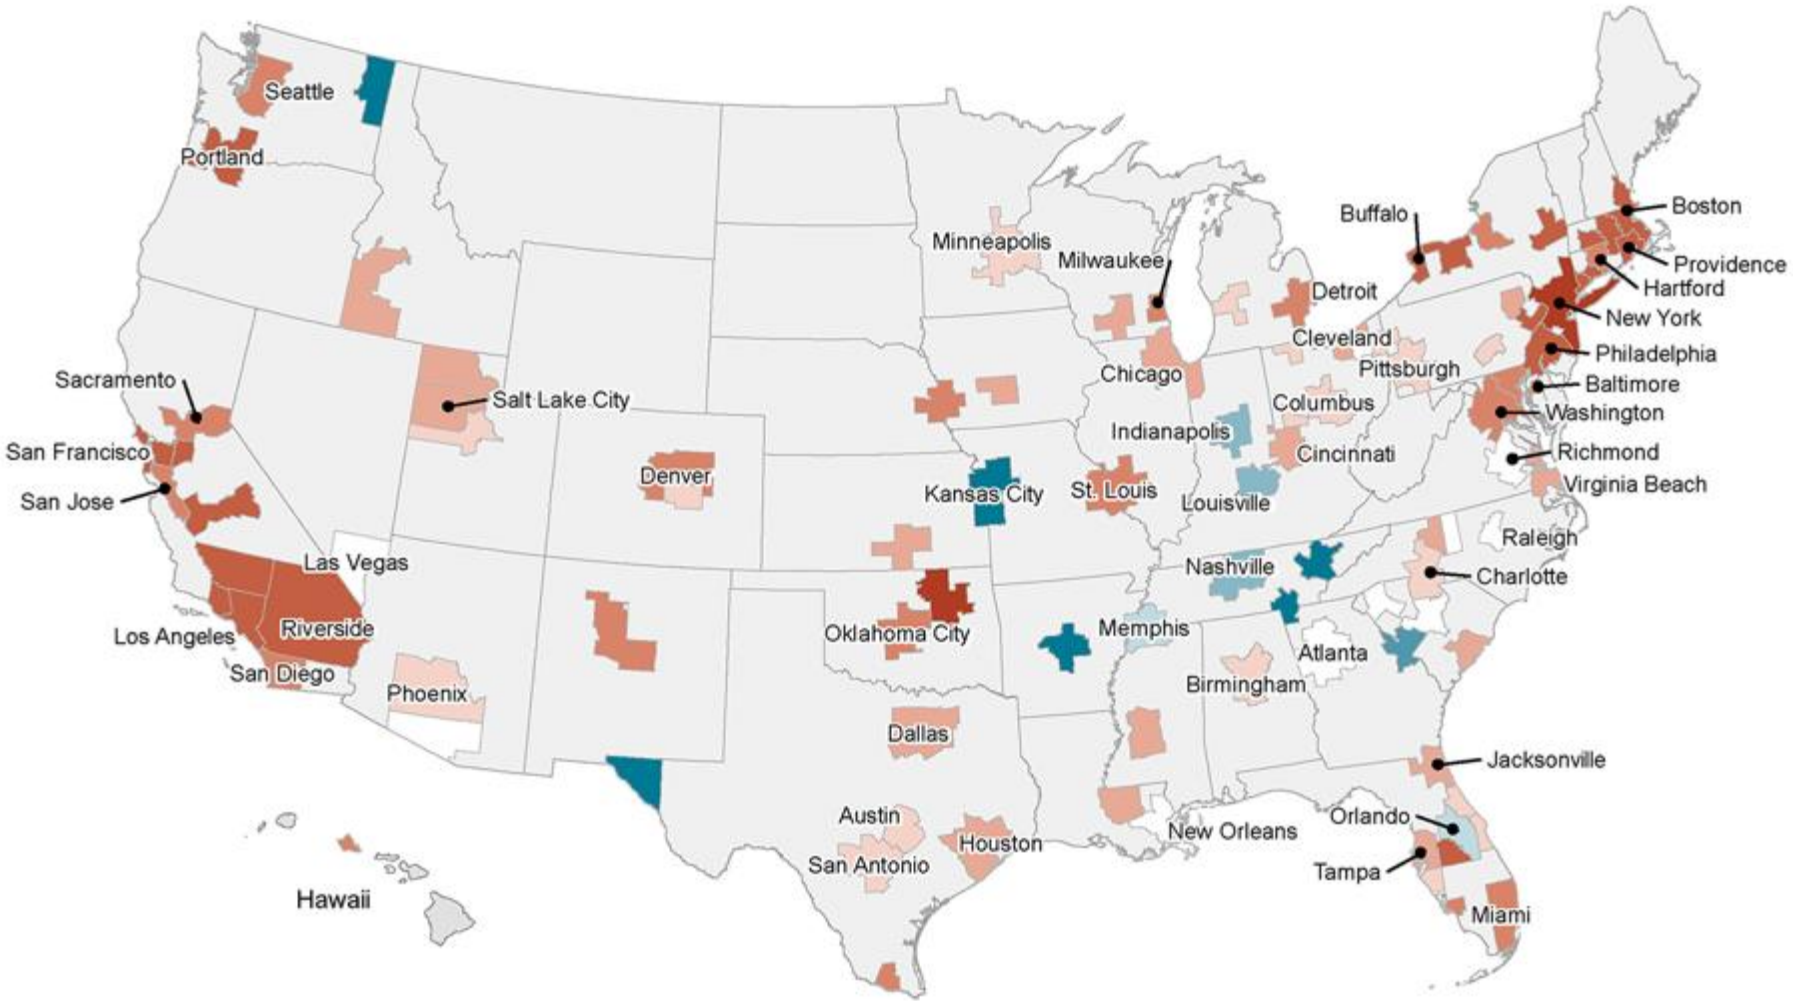 Seattle
Portland
Sacramento
San Francisco
San Jose
Salt Lake City
Las Vegas
Los Angeles
Riverside
San Diego
Phoenix
Denver
Minneapolis
Milwaukee
Detroit
Chicago
Cleveland
Pittsburgh
Columbus
Indianapolis
Cincinnati
Kansas City
St. Louis
Louisville
Nashville
Oklahoma City
Memphis
Birmingham
Atlanta
Dallas
Austin
San Antonio
Houston
New Orleans
Buffalo
Boston
Providence
Hartford
New York
Philadelphia
Baltimore
Washington
Richmond
Virginia Beach
Raleigh
Charlotte
Jacksonville
Orlando
Tampa
Miami
Hawaii